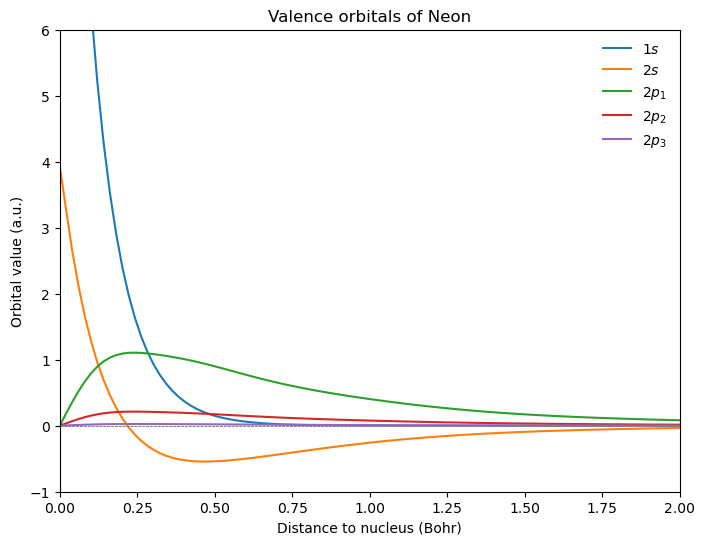 Valence orbitals of Neon
1s
2s
2p₁
2p₂
2p₃
Orbital value (a.u.)
6
5
4
3
2
1
0
−1
0.00 0.25 0.50 0.75 1.00 1.25 1.50 1.75 2.00
Distance to nucleus (Bohr)